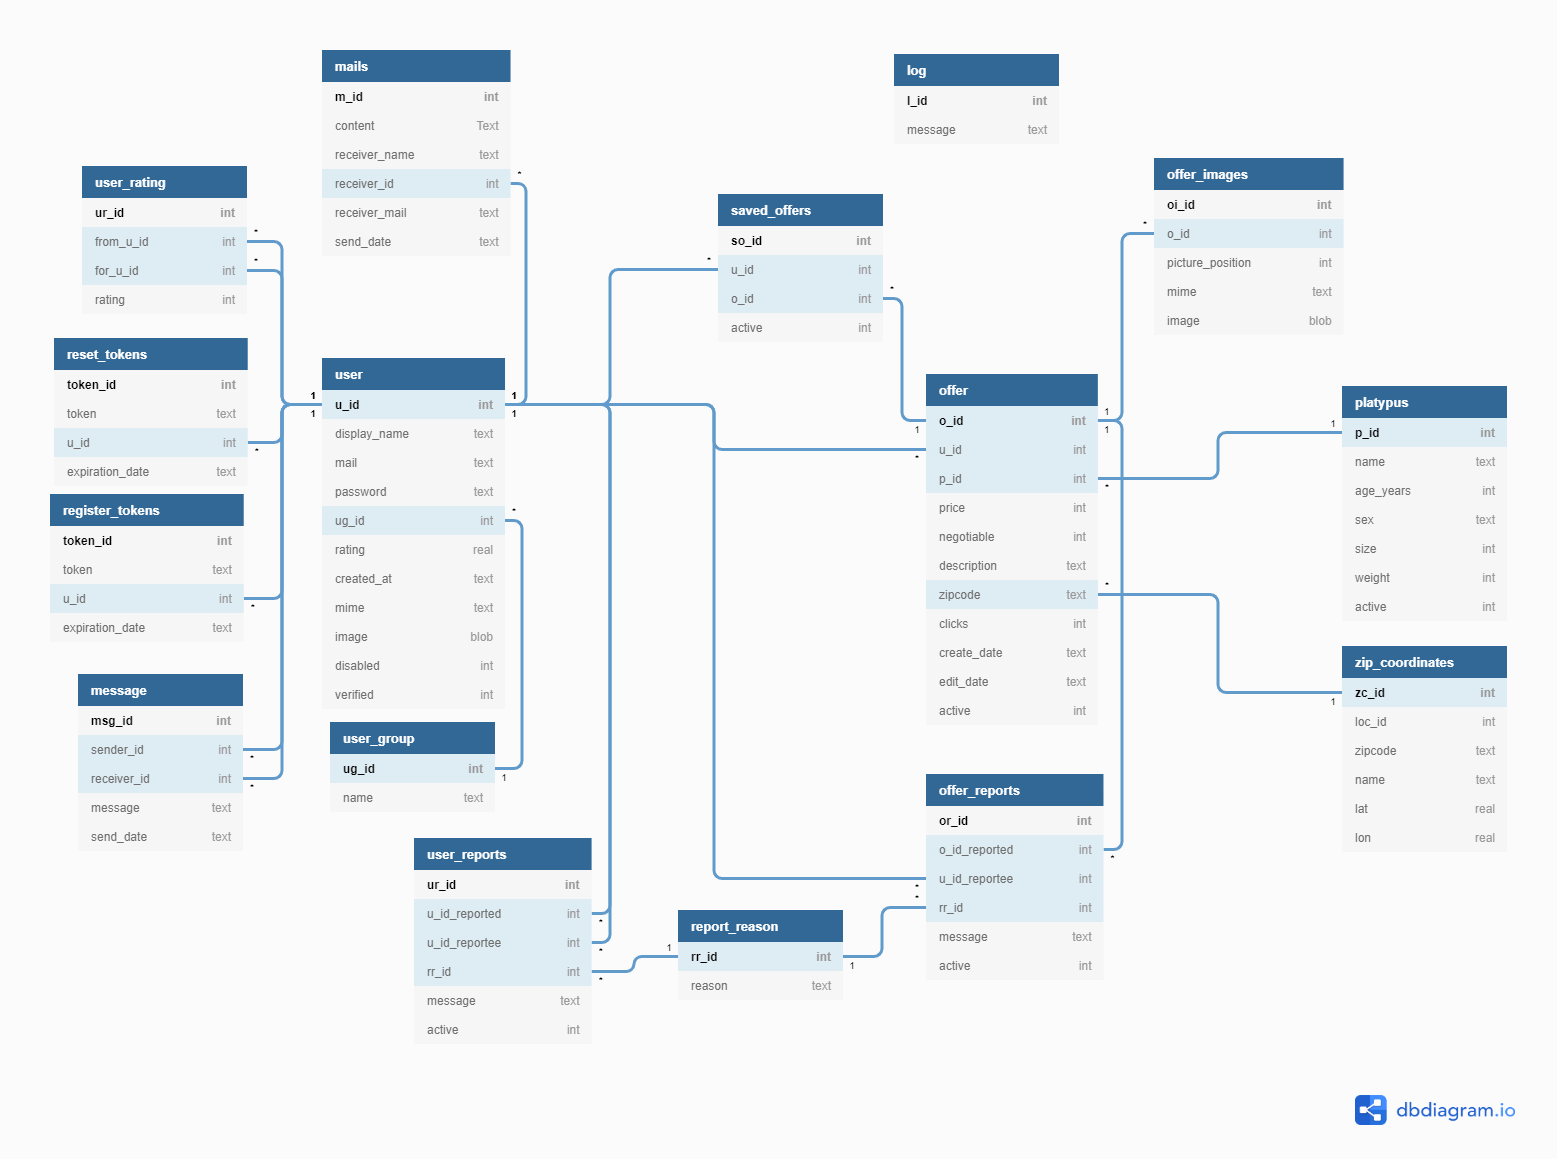 mails
m_id int
content Text
receiver_name text
receiver_id int
receiver_mail text
send_date text
log
l_id int
message text
user_rating
ur_id int
from_u_id int
for_u_id int
rating int
saved_offers
so_id int
u_id int
o_id int
active int
offer_images
oi_id int
o_id int
picture_position int
mime text
image blob
reset_tokens
token_id int
token text
u_id int
expiration_date text
user
u_id int
display_name text
mail text
password text
ug_id int
rating real
created_at text
mime text
image blob
disabled int
verified int
offer
o_id int
u_id int
p_id int
price int
negotiable int
description text
zipcode text
clicks int
create_date text
edit_date text
active int
platypus
p_id int
name text
age_years int
sex text
size int
weight int
active int
register_tokens
token_id int
token text
u_id int
expiration_date text
message
msg_id int
sender_id int
receiver_id int
message text
send_date text
user_group
ug_id int
name text
zip_coordinates
zc_id int
loc_id int
zipcode text
name text
lat real
lon real
user_reports
ur_id int
u_id_reported int
u_id_reportee int
rr_id int
message text
active int
report_reason
rr_id int
reason text
offer_reports
or_id int
o_id_reported int
u_id_reportee int
rr_id int
message text
active int
* * * * * * * * * * * * * * * * * * *
1 1 1 1 1 1 1 1 1 1 1 1
dbdiagram.io